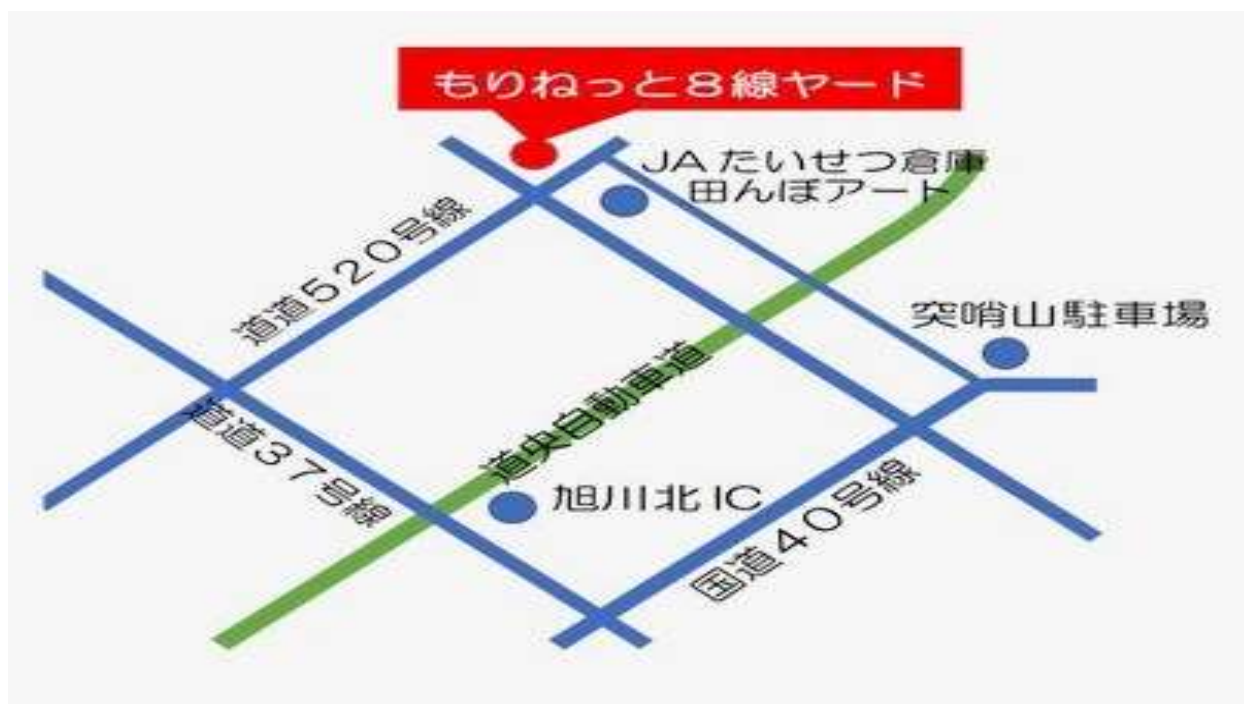 もりねっと８線ヤード
JAたいせつ倉庫
田んぼアート
道道５２０号線
突哨山駐車場
道央自動車道
道道３７号線
旭川北IC
国道４０号線